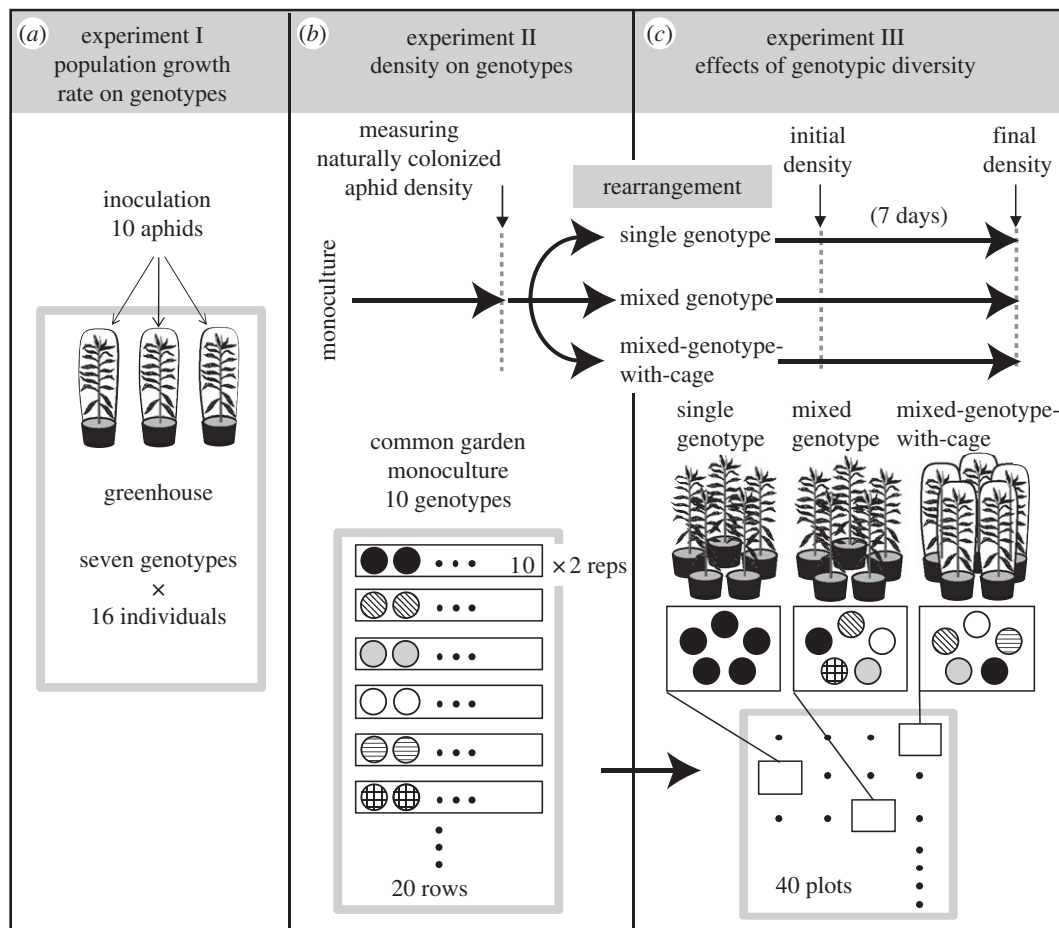 (a)
experiment I
population growth
rate on genotypes
inoculation
10 aphids
greenhouse
seven genotypes
×
16 individuals
(b)
experiment II
density on genotypes
measuring
naturally colonized
aphid density
monoculture
common garden
monoculture
10 genotypes
10 × 2 reps
20 rows
(c)
experiment III
effects of genotypic diversity
rearrangement
initial
density
final
density
(7 days)
single genotype
mixed genotype
mixed-genotype-
with-cage
single
genotype
mixed
genotype
mixed-genotype-
with-cage
40 plots